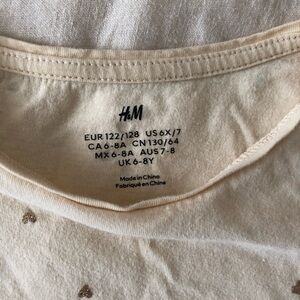 H&M
EUR 122/128 US 6X/7
CA 6-8A CN 130/64
MX 6-8A AUS 7-8
UK 6-8Y
Made in China
Fabriqué en Chine